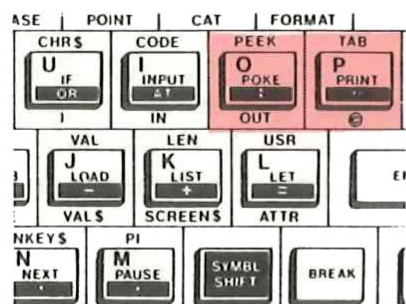 ASE POINT CAT FORMAT
CHR$ CODE PEEK TAB
U I O P
IF INPUT POKE PRINT
OR AT ; "
I IN OUT ©
VAL LEN USR
J K L
LOAD LIST LET
− + =
VAL$ SCREEN$ ATTR
NKEY$ PI
N M SYMBL SHIFT BREAK
NEXT PAUSE
, .